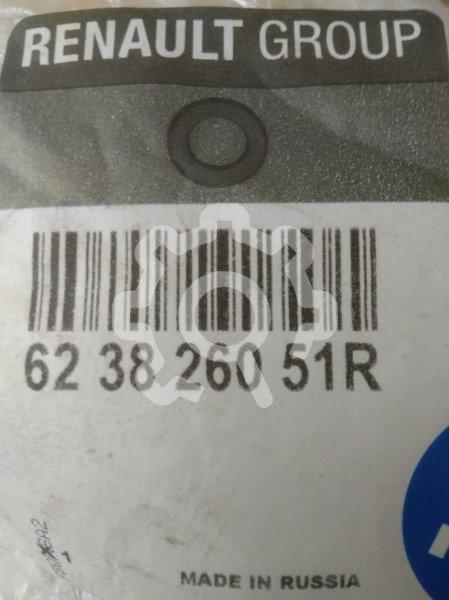 RENAULT GROUP
62 38 260 51R
MADE IN RUSSIA